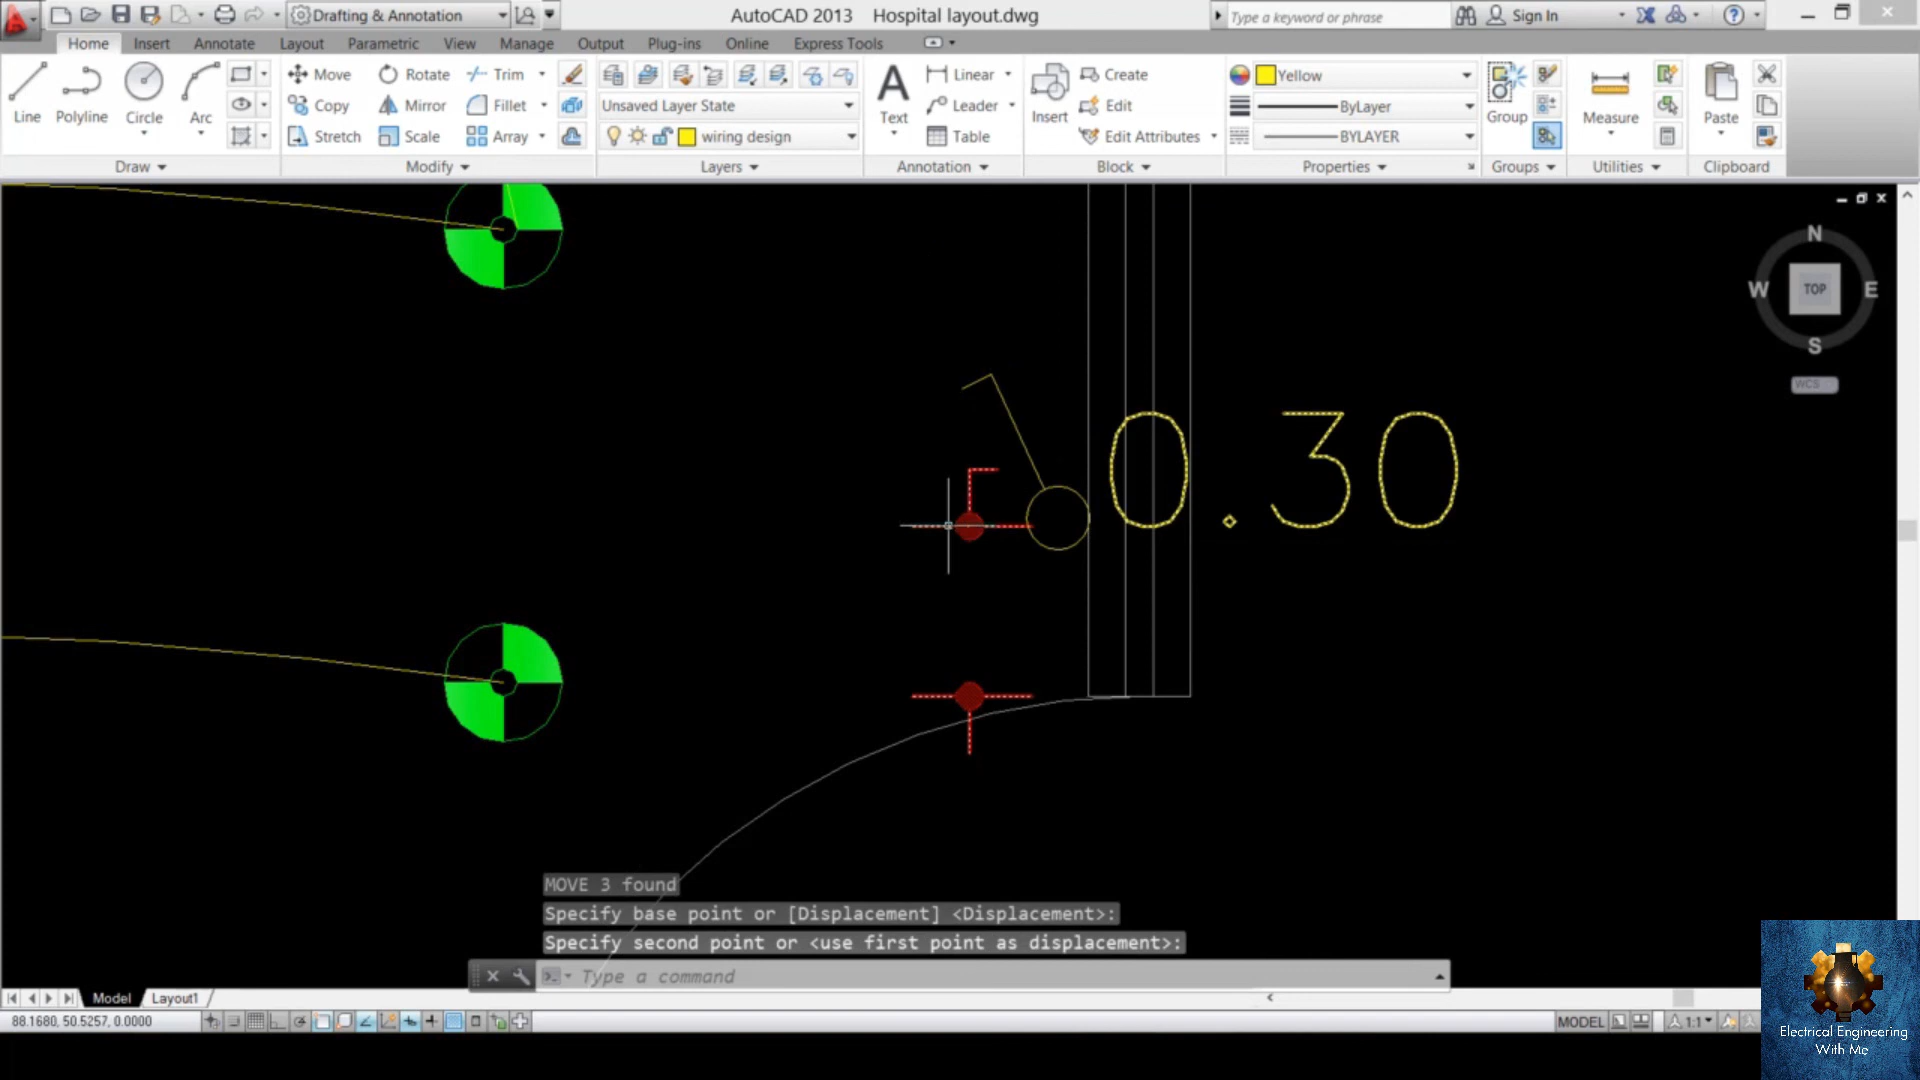 Drafting & Annotation
AutoCAD 2013 Hospital layout.dwg
Type a keyword or phrase
Sign In
Home Insert Annotate Layout Parametric View Manage Output Plug-ins Online Express Tools
Line
Polyline
Circle
Arc
Draw
Move Rotate Trim
Copy Mirror Fillet
Stretch Scale Array
Modify
Unsaved Layer State
wiring design
Layers
A
Text
Linear
Leader
Table
Annotation
Insert
Create
Edit
Edit Attributes
Block
Yellow
ByLayer
BYLAYER
Properties
Group
Groups
Measure
Utilities
Paste
Clipboard
N
W TOP E
S
WCS
0.30
MOVE 3 found
Specify base point or [Displacement] <Displacement>:
Specify second point or <use first point as displacement>:
Type a command
Model Layout1
88.1680, 50.5257, 0.0000
MODEL
1:1
Electrical Engineering
With Me